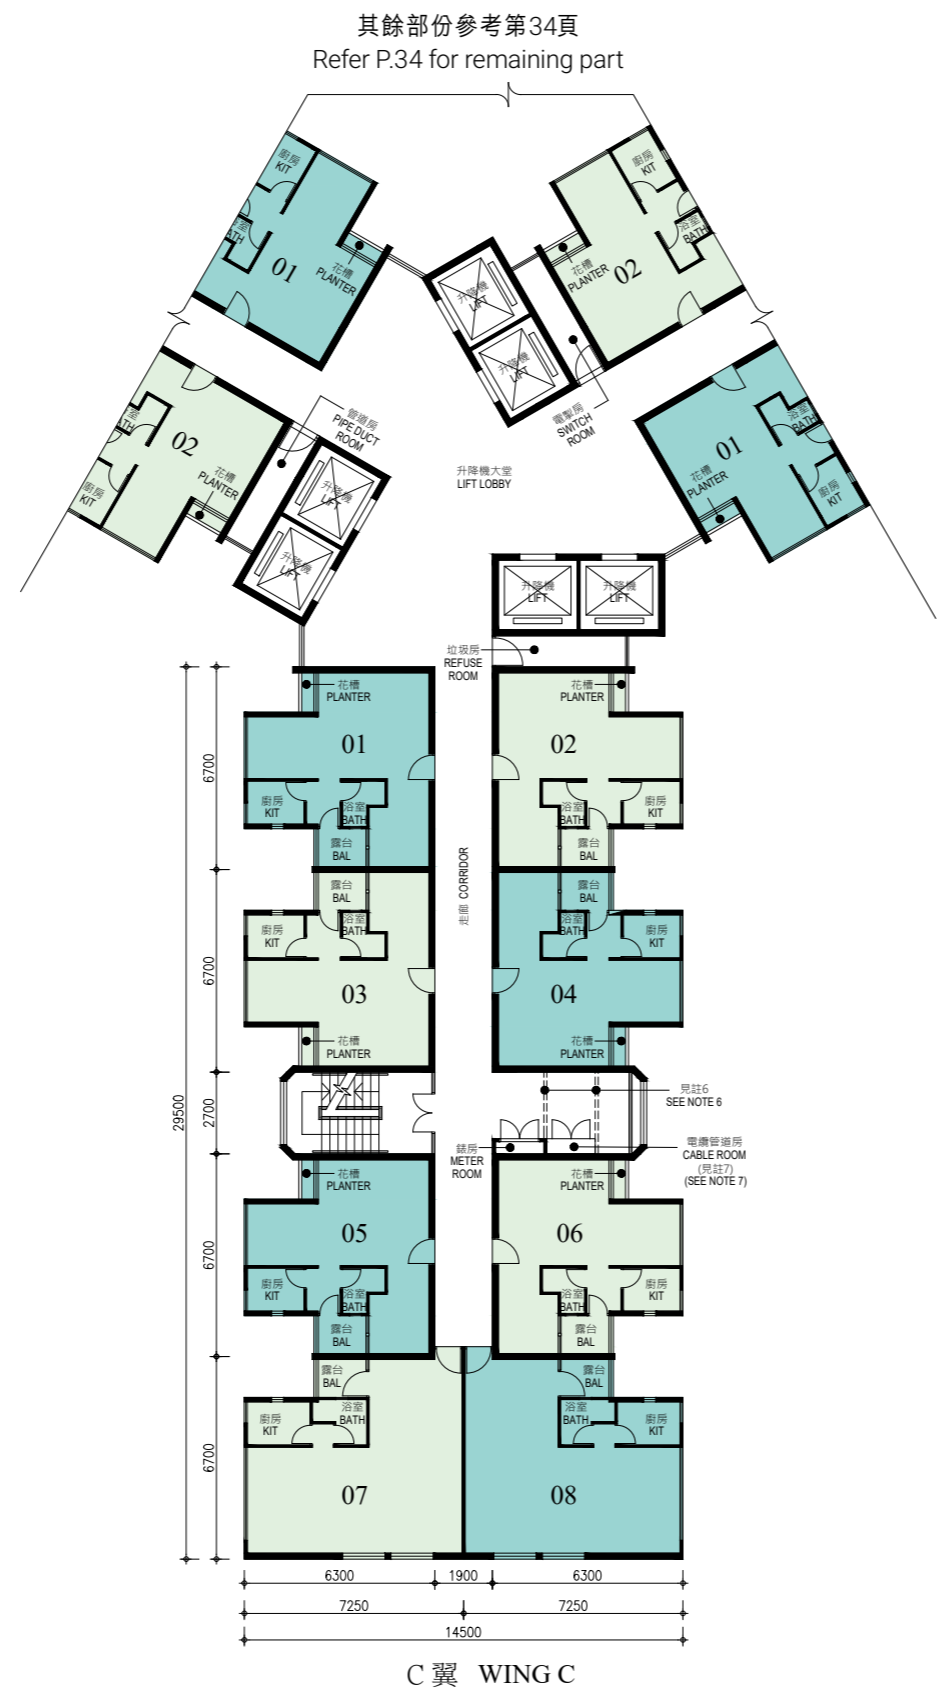 其餘部份參考第34頁
Refer P.34 for remaining part
廚房
KIT
浴室
BATH
01
花槽
PLANTER
升降機
LIFT
升降機
LIFT
廚房
KIT
浴室
BATH
02
花槽
PLANTER
02
浴室
BATH
廚房
KIT
花槽
PLANTER
管道房
PIPE DUCT
ROOM
電掣房
SWITCH
ROOM
升降機
LIFT
升降機
LIFT
升降機大堂
LIFT LOBBY
01
浴室
BATH
廚房
KIT
花槽
PLANTER
升降機
LIFT
升降機
LIFT
垃圾房
REFUSE
ROOM
花槽
PLANTER
01
廚房
KIT
浴室
BATH
露台
BAL
花槽
PLANTER
02
浴室
BATH
廚房
KIT
露台
BAL
走廊 CORRIDOR
露台
BAL
廚房
KIT
浴室
BATH
03
花槽
PLANTER
露台
BAL
浴室
BATH
廚房
KIT
04
花槽
PLANTER
見註6
SEE NOTE 6
錶房
METER
ROOM
電纜管道房
CABLE ROOM
(見註7)
(SEE NOTE 7)
花槽
PLANTER
05
廚房
KIT
浴室
BATH
露台
BAL
花槽
PLANTER
06
浴室
BATH
廚房
KIT
露台
BAL
露台
BAL
廚房
KIT
浴室
BATH
07
露台
BAL
浴室
BATH
廚房
KIT
08
6700
6700
2700
6700
6700
29500
6300
1900
6300
7250
7250
14500
C 翼 WING C